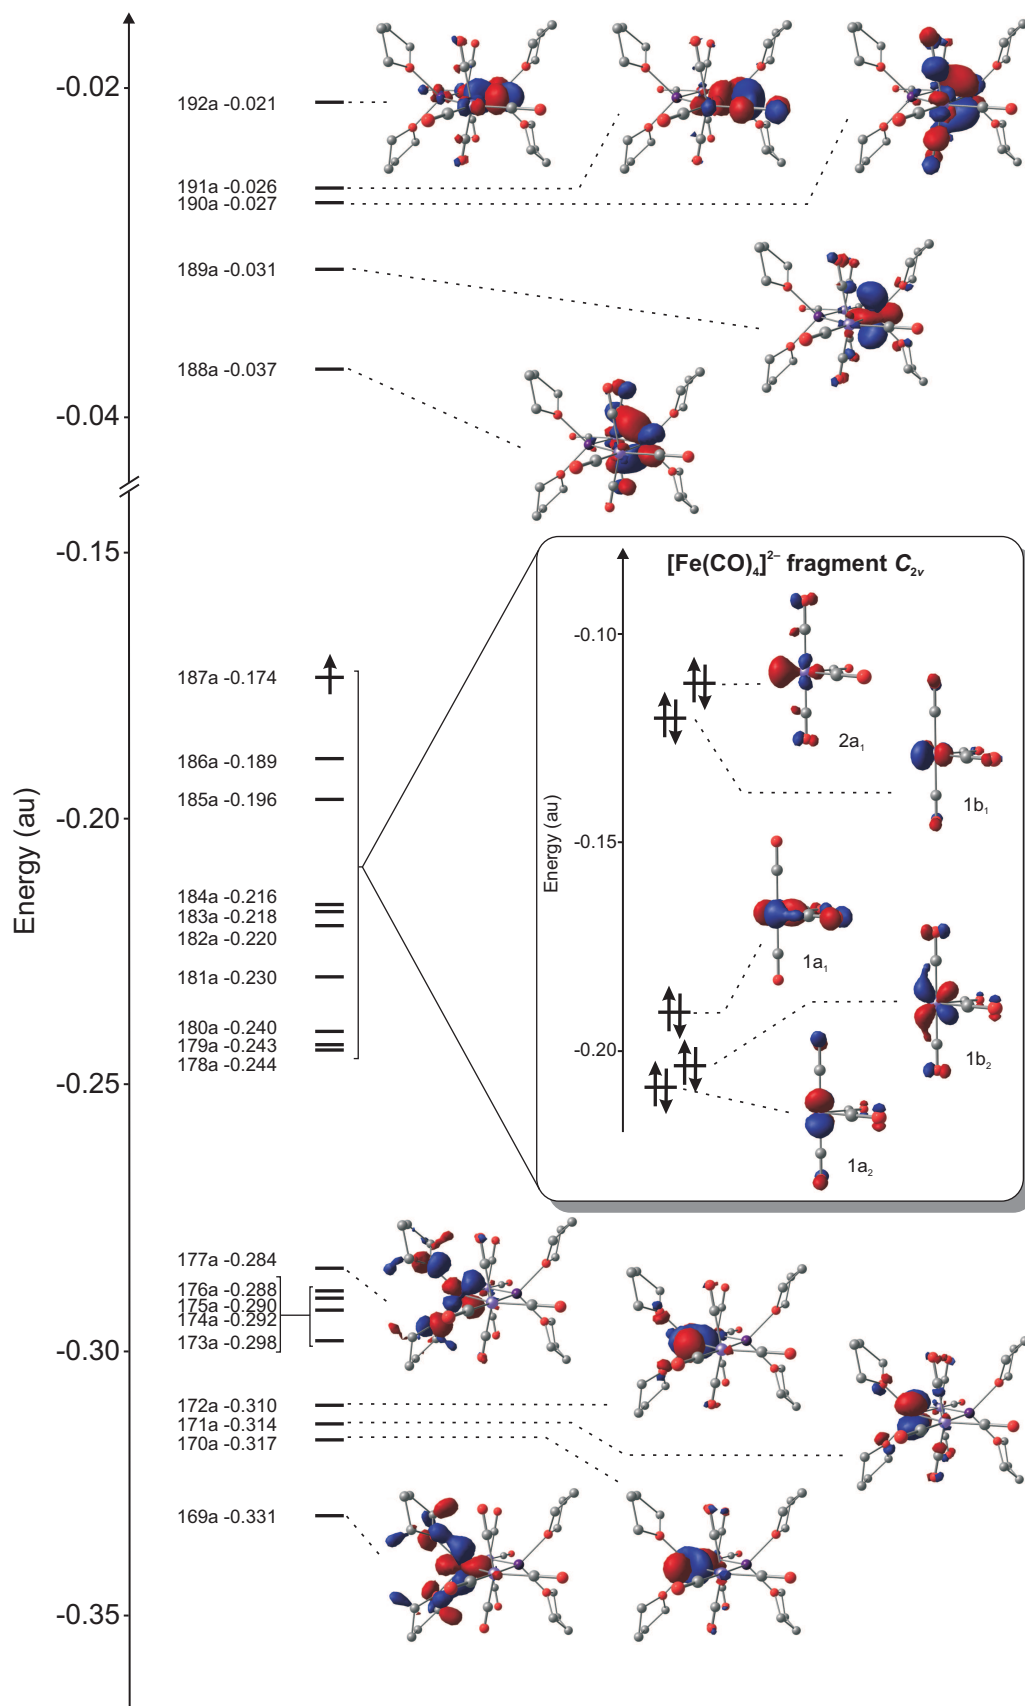 -0.02
192a -0.021
191a -0.026
190a -0.027
189a -0.031
188a -0.037
-0.04
-0.15
[Fe(CO)₄]²⁻ fragment C₂ᵥ
-0.10
187a -0.174
2a₁
186a -0.189
1b₁
185a -0.196
-0.20
Energy (au)
Energy (au)
-0.15
184a -0.216
183a -0.218
182a -0.220
1a₁
181a -0.230
180a -0.240
179a -0.243
178a -0.244
-0.20
1b₂
-0.25
1a₂
177a -0.284
176a -0.288
175a -0.290
174a -0.292
173a -0.298
-0.30
172a -0.310
171a -0.314
170a -0.317
169a -0.331
-0.35